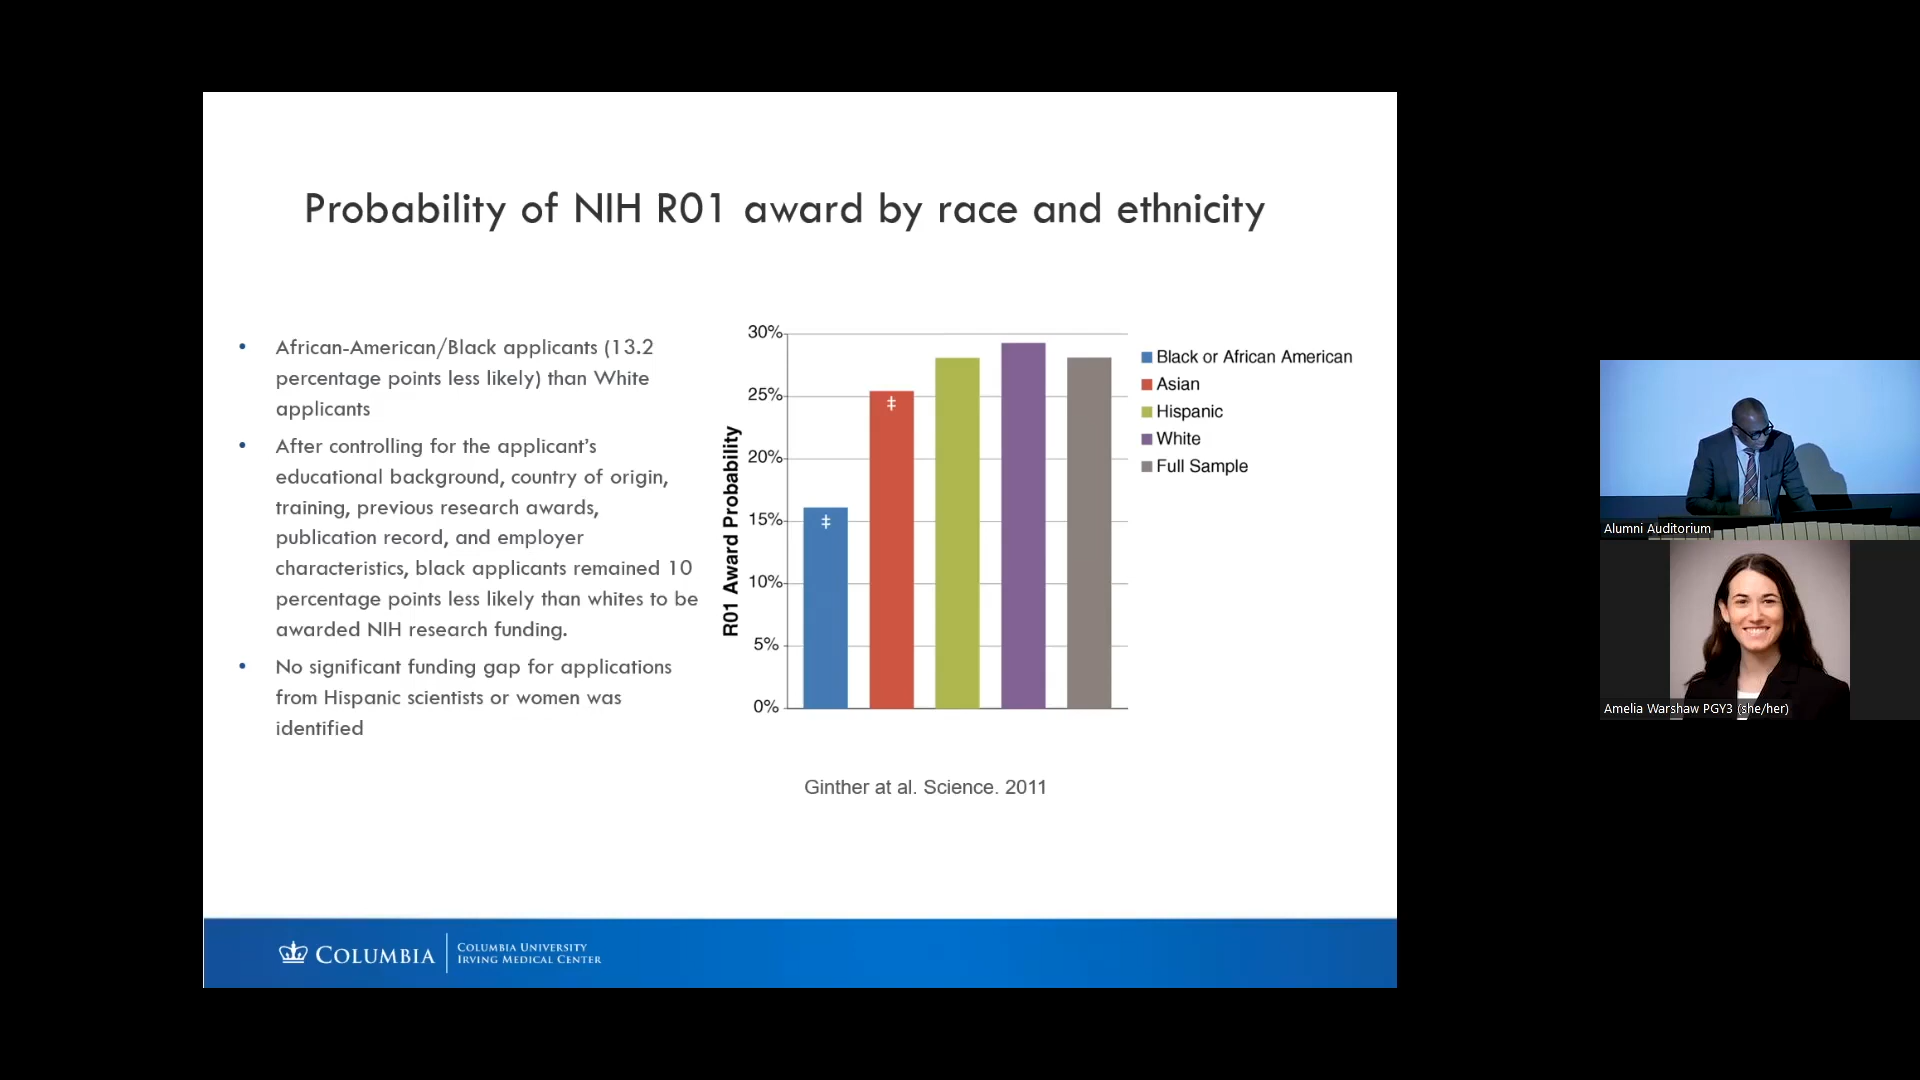 Probability of NIH R01 award by race and ethnicity
• African-American/Black applicants (13.2
percentage points less likely) than White
applicants
• After controlling for the applicant's
educational background, country of origin,
training, previous research awards,
publication record, and employer
characteristics, black applicants remained 10
percentage points less likely than whites to be
awarded NIH research funding.
• No significant funding gap for applications
from Hispanic scientists or women was
identified
R01 Award Probability
30%
25%
20%
15%
10%
5%
0%
‡
‡
Black or African American
Asian
Hispanic
White
Full Sample
Ginther at al. Science. 2011
COLUMBIA
COLUMBIA UNIVERSITY
IRVING MEDICAL CENTER
Alumni Auditorium
Amelia Warshaw PGY3 (she/her)